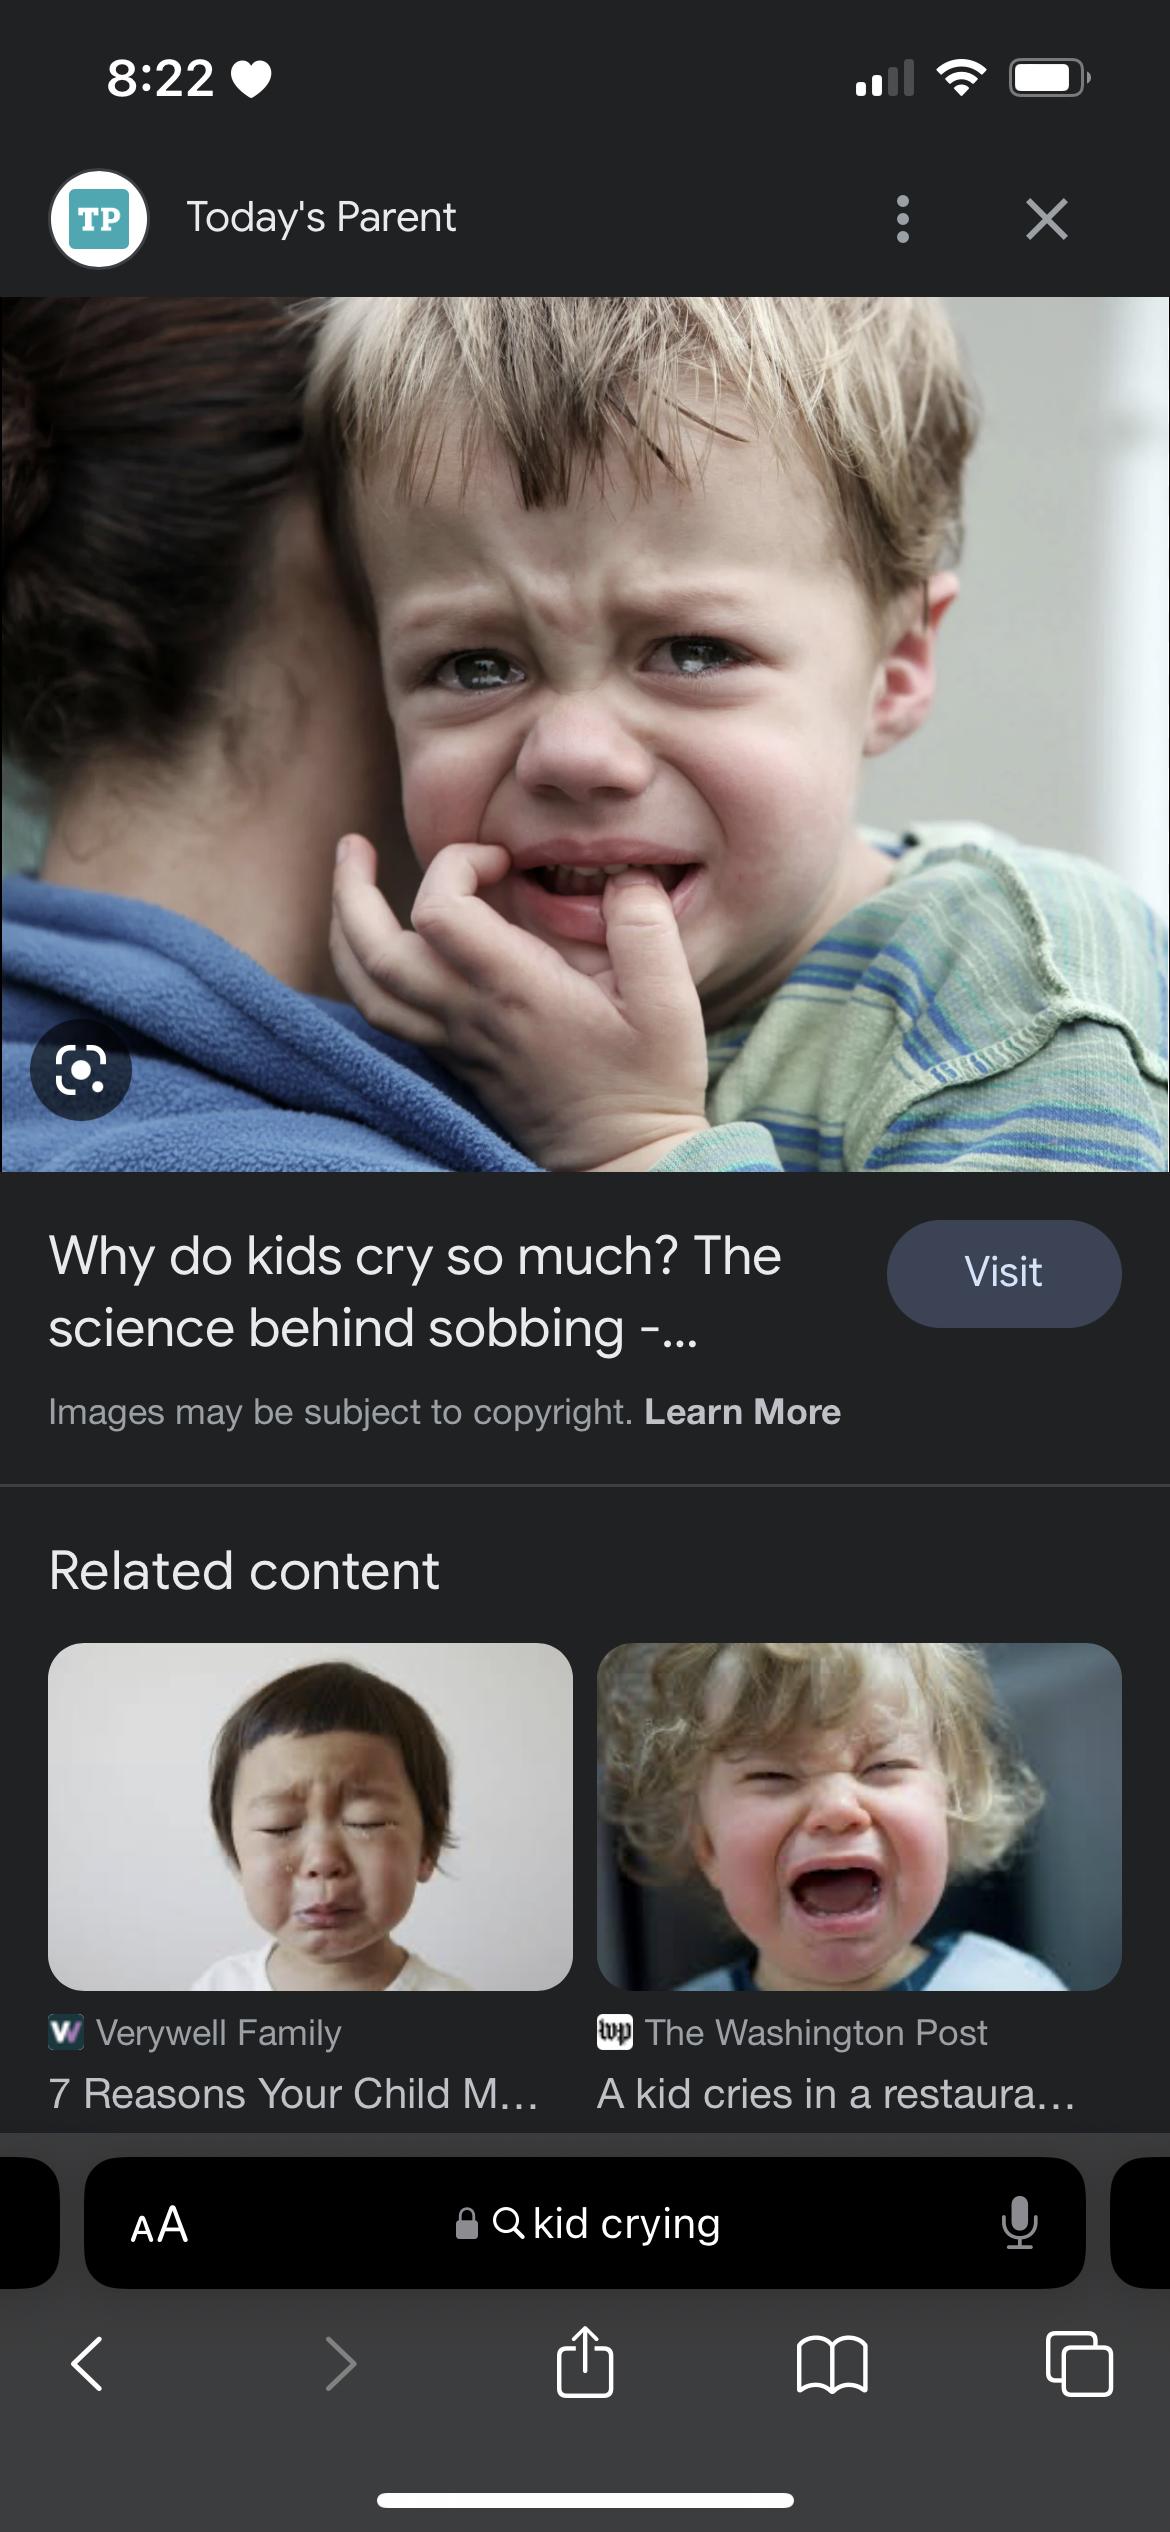 8:22
TP
Today's Parent
Why do kids cry so much? The
science behind sobbing -...
Visit
Images may be subject to copyright. Learn More
Related content
W Verywell Family
wp The Washington Post
7 Reasons Your Child M...
A kid cries in a restaura...
AA
kid crying